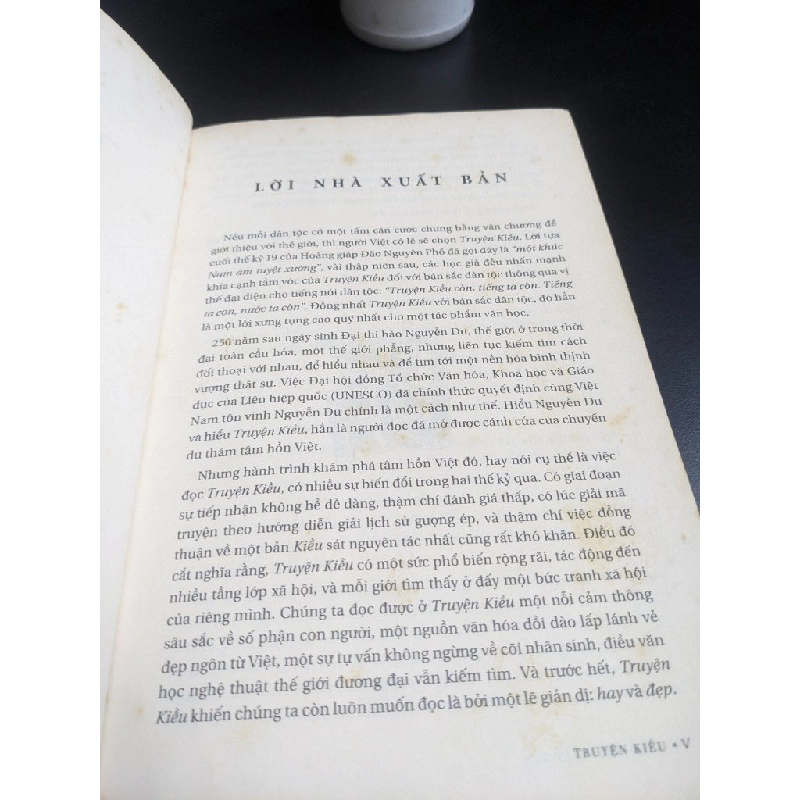 LỜI NHÀ XUẤT BẢN
Nếu mỗi dân tộc có một tấm căn cước chung bằng văn chương để
giới thiệu với thế giới, thì người Việt có lẽ sẽ chọn Truyện Kiều. Lời tựa
cuối thế kỷ 19 của Hoàng giáp Đào Nguyên Phổ đã gọi đây là "một khúc
Nam âm tuyệt xướng", vài thập niên sau, các học giả đều nhấn mạnh
khía cạnh tầm vóc của Truyện Kiều đối với bản sắc dân tộc thông qua vị
thế đại diện cho tiếng nói dân tộc: "Truyện Kiều còn, tiếng ta còn. Tiếng
ta còn, nước ta còn". Đồng nhất Truyện Kiều với bản sắc dân tộc, đó hẳn
là một lời xưng tụng cao quý nhất cho một tác phẩm văn học.
250 năm sau ngày sinh Đại thi hào Nguyễn Du, thế giới ở trong thời
đại toàn cầu hóa, một thế giới phẳng, nhưng liên tục kiếm tìm cách
đối thoại với nhau, để hiểu nhau và để tìm tới một nền hòa bình thịnh
vượng thật sự. Việc Đại hội đồng Tổ chức Văn hóa, Khoa học và Giáo
dục của Liên hiệp quốc (UNESCO) đã chính thức quyết định cùng Việt
Nam tôn vinh Nguyễn Du chính là một cách như thế. Hiểu Nguyễn Du
và hiểu Truyện Kiều, hẳn là người đọc đã mở được cánh cửa của chuyến
du thám tâm hồn Việt.
Nhưng hành trình khám phá tâm hồn Việt đó, hay nói cụ thể là việc
đọc Truyện Kiều, có nhiều sự biến đổi trong hai thế kỷ qua. Có giai đoạn
sự tiếp nhận không hề dễ dàng, thậm chí đánh giá thấp, có lúc giải mã
truyện theo hướng diễn giải lịch sử gượng ép, và thậm chí việc đồng
thuận về một bản Kiều sát nguyên tác nhất cũng rất khó khăn. Điều đó
cắt nghĩa rằng, Truyện Kiều có một sức phổ biến rộng rãi, tác động đến
nhiều tầng lớp xã hội, và mỗi giới tìm thấy ở đấy một bức tranh xã hội
của riêng mình. Chúng ta đọc được ở Truyện Kiều một nỗi cảm thông
sâu sắc về số phận con người, một nguồn văn hóa dồi dào lấp lánh vẻ
đẹp ngôn từ Việt, một sự tự vấn không ngừng về cõi nhân sinh, điều văn
học nghệ thuật thế giới đương đại vẫn kiếm tìm. Và trước hết, Truyện
Kiều khiến chúng ta còn luôn muốn đọc là bởi một lẽ giản dị: hay và đẹp.
TRUYỆN KIỀU • V